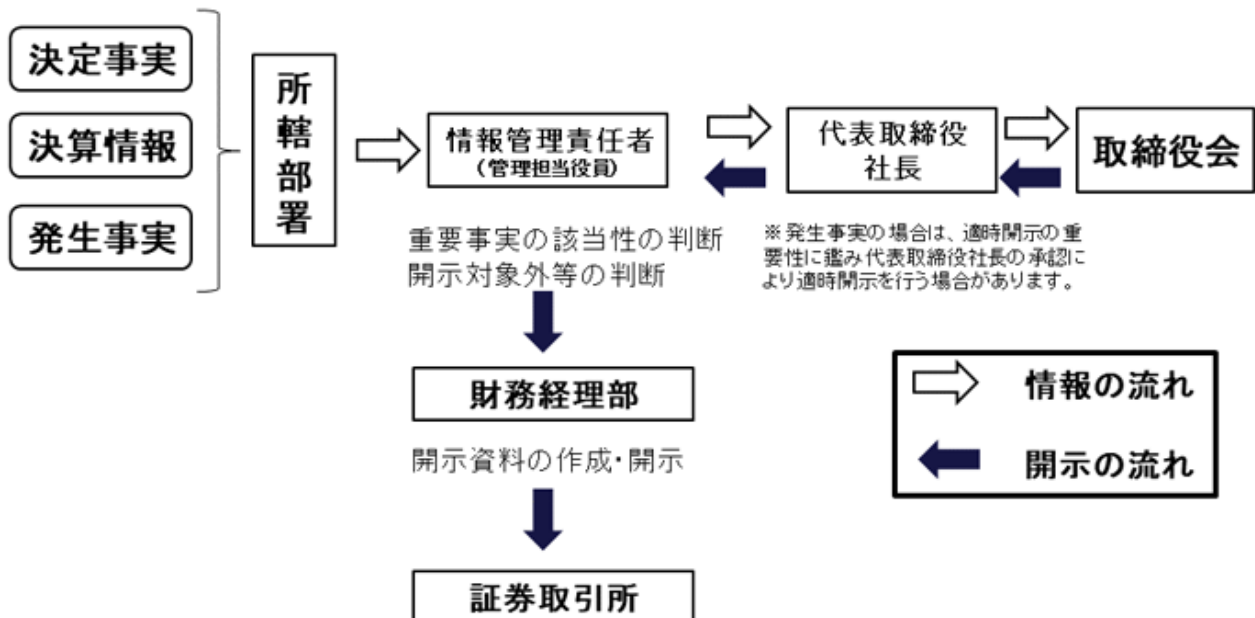 決定事実
決算情報
発生事実
所轄部署
情報管理責任者
(管理担当役員)
代表取締役
社長
取締役会
重要事実の該当性の判断
開示対象外等の判断
※発生事実の場合は、適時開示の重
要性に鑑み代表取締役社長の承認に
より適時開示を行う場合があります。
財務経理部
開示資料の作成・開示
証券取引所
情報の流れ
開示の流れ